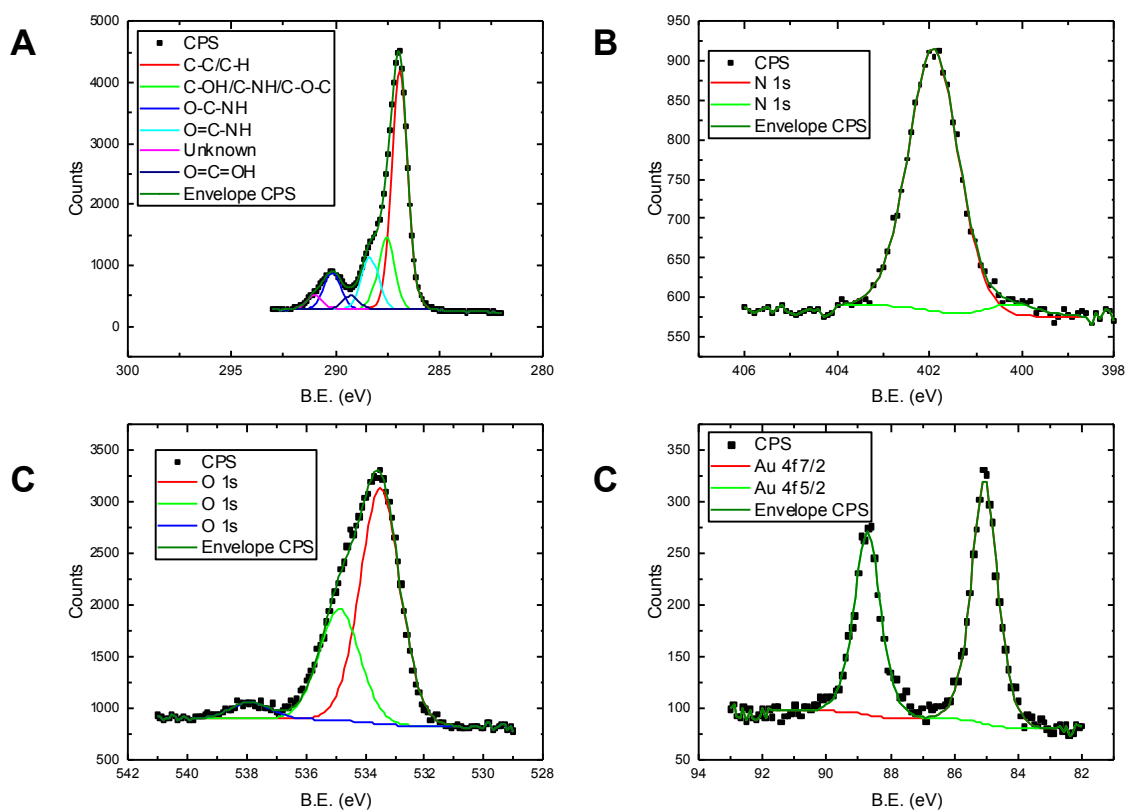 A
CPS
C-C/C-H
C-OH/C-NH/C-O-C
O-C-NH
O=C-NH
Unknown
O=C=OH
Envelope CPS
5000
4000
3000
2000
1000
0
Counts
300 295 290 285 280
B.E. (eV)
B
CPS
N 1s
N 1s
Envelope CPS
950
900
850
800
750
700
650
600
550
Counts
406 404 402 400 398
B.E. (eV)
C
CPS
O 1s
O 1s
O 1s
Envelope CPS
3500
3000
2500
2000
1500
1000
500
Counts
542 540 538 536 534 532 530 528
B.E. (eV)
C
CPS
Au 4f7/2
Au 4f5/2
Envelope CPS
350
300
250
200
150
100
50
Counts
94 92 90 88 86 84 82
B.E. (eV)